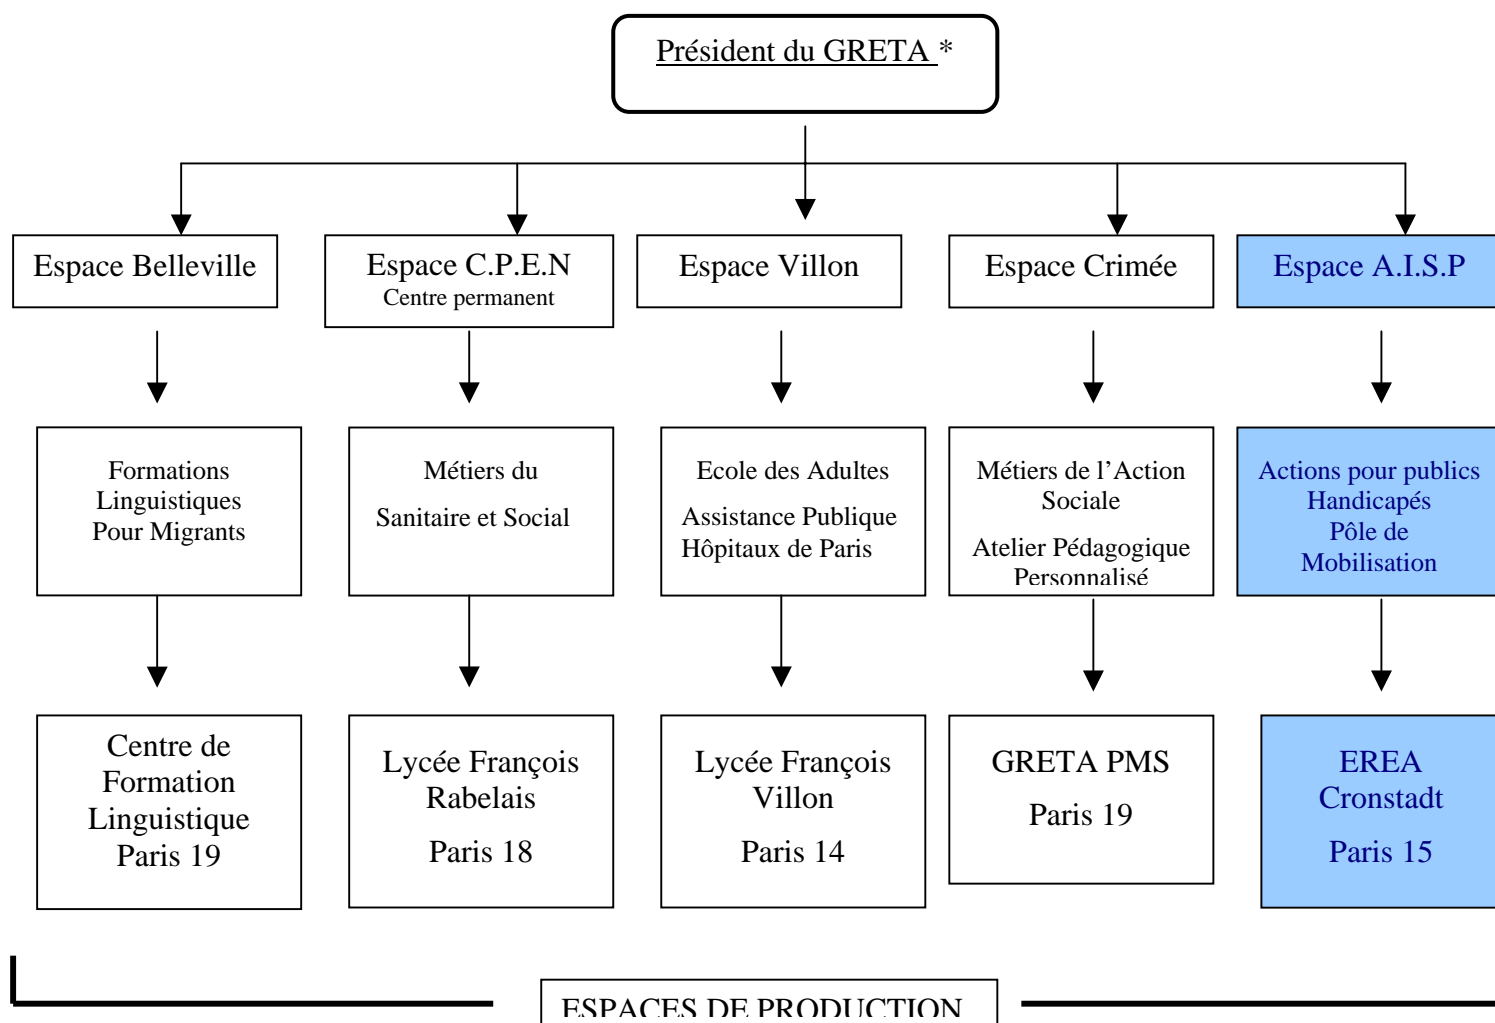 Président du GRETA *
Espace Belleville
Espace C.P.E.N
Centre permanent
Espace Villon
Espace Crimée
Espace A.I.S.P
Formations
Linguistiques
Pour Migrants
Métiers du
Sanitaire et Social
Ecole des Adultes
Assistance Publique
Hôpitaux de Paris
Métiers de l'Action
Sociale
Atelier Pédagogique
Personnalisé
Actions pour publics
Handicapés
Pôle de
Mobilisation
Centre de
Formation
Linguistique
Paris 19
Lycée François
Rabelais
Paris 18
Lycée François
Villon
Paris 14
GRETA PMS
Paris 19
EREA
Cronstadt
Paris 15
ESPACES DE PRODUCTION